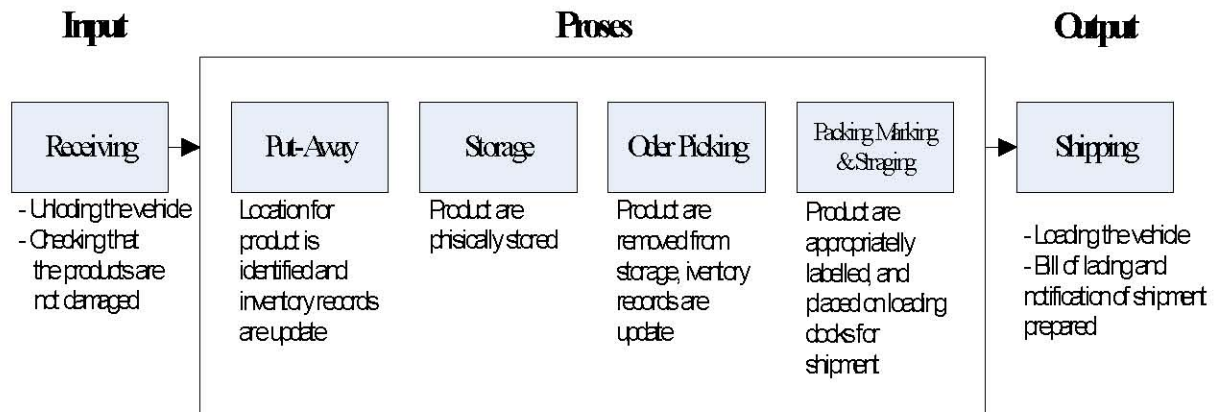 Input
Proses
Output
Receiving
Put-Away
Storage
Oder Picking
Packing Marking
& Straging
Shipping
- Unloding the vehicle
- Checking that
the products are
not damaged
Location for
product is
identified and
inventory records
are update
Product are
phisically stored
Product are
removed from
storage, iventory
records are
update
Product are
appropriatelly
labelled, and
placed on loading
docks for
shipment
- Loading the vehicle
- Bill of lading and
notification of shipment
prepared